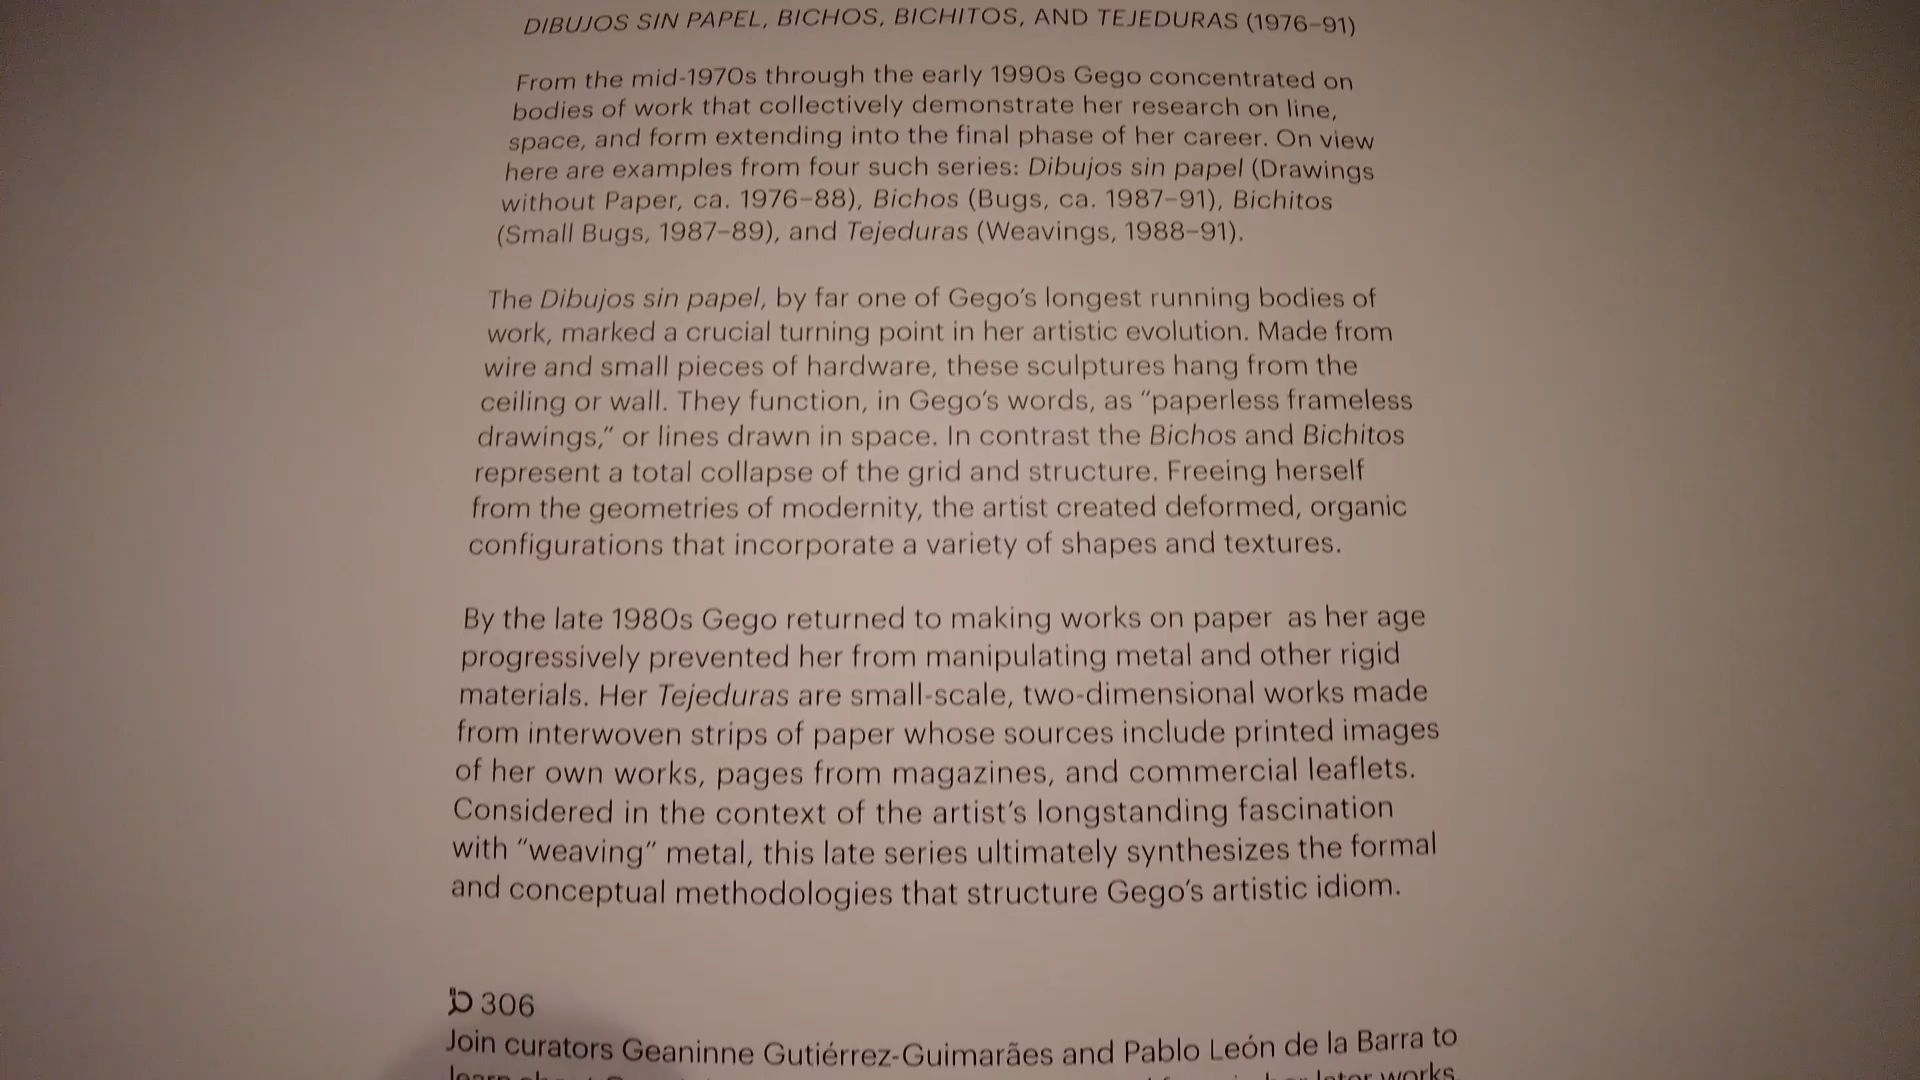 DIBUJOS SIN PAPEL, BICHOS, BICHITOS, AND TEJEDURAS (1976–91)
From the mid-1970s through the early 1990s Gego concentrated on
bodies of work that collectively demonstrate her research on line,
space, and form extending into the final phase of her career. On view
here are examples from four such series: Dibujos sin papel (Drawings
without Paper, ca. 1976–88), Bichos (Bugs, ca. 1987–91), Bichitos
(Small Bugs, 1987–89), and Tejeduras (Weavings, 1988–91).
The Dibujos sin papel, by far one of Gego's longest running bodies of
work, marked a crucial turning point in her artistic evolution. Made from
wire and small pieces of hardware, these sculptures hang from the
ceiling or wall. They function, in Gego's words, as "paperless frameless
drawings," or lines drawn in space. In contrast the Bichos and Bichitos
represent a total collapse of the grid and structure. Freeing herself
from the geometries of modernity, the artist created deformed, organic
configurations that incorporate a variety of shapes and textures.
By the late 1980s Gego returned to making works on paper as her age
progressively prevented her from manipulating metal and other rigid
materials. Her Tejeduras are small-scale, two-dimensional works made
from interwoven strips of paper whose sources include printed images
of her own works, pages from magazines, and commercial leaflets.
Considered in the context of the artist's longstanding fascination
with "weaving" metal, this late series ultimately synthesizes the formal
and conceptual methodologies that structure Gego's artistic idiom.
306
Join curators Geaninne Gutiérrez-Guimarães and Pablo León de la Barra to
later works